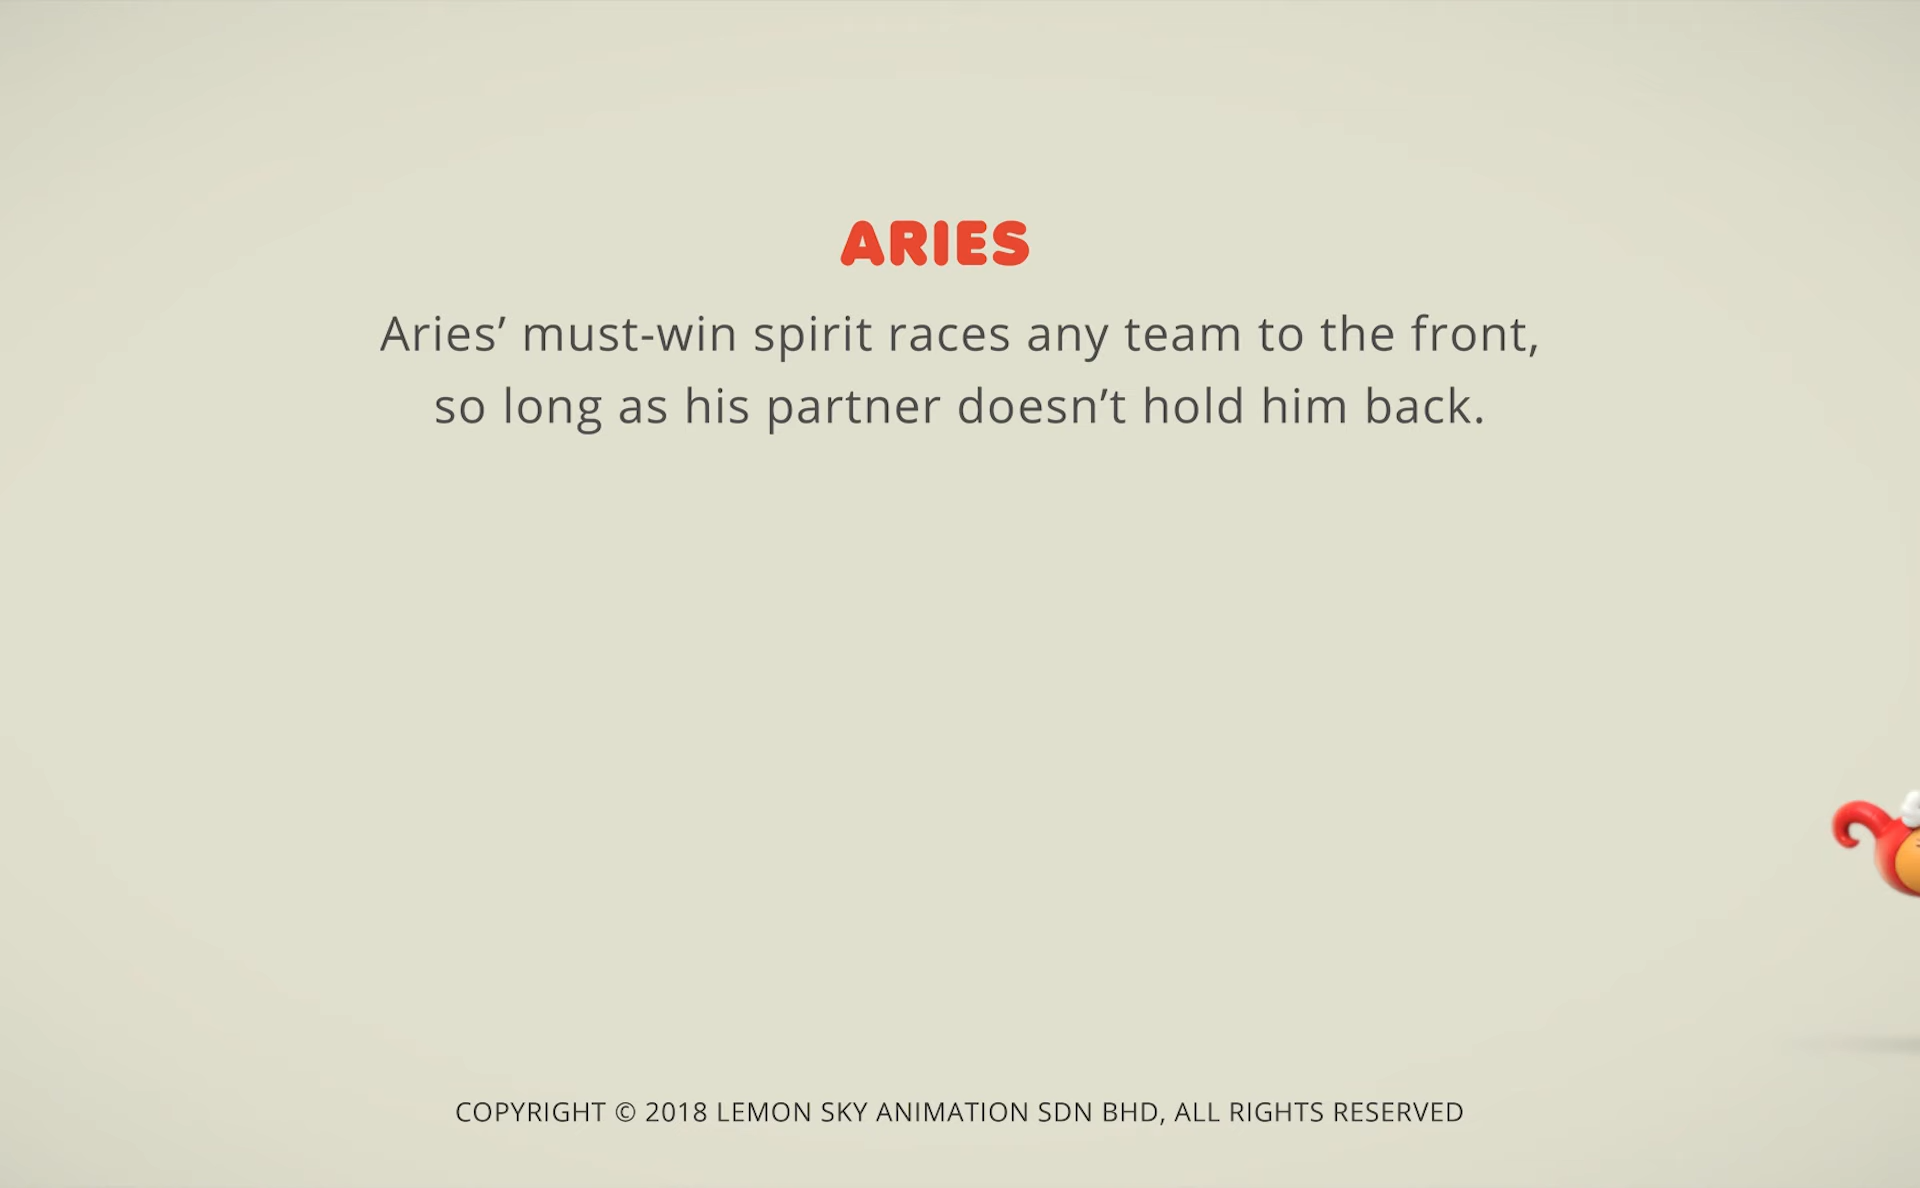 ARIES
Aries’ must-win spirit races any team to the front,
so long as his partner doesn’t hold him back.
COPYRIGHT © 2018 LEMON SKY ANIMATION SDN BHD, ALL RIGHTS RESERVED